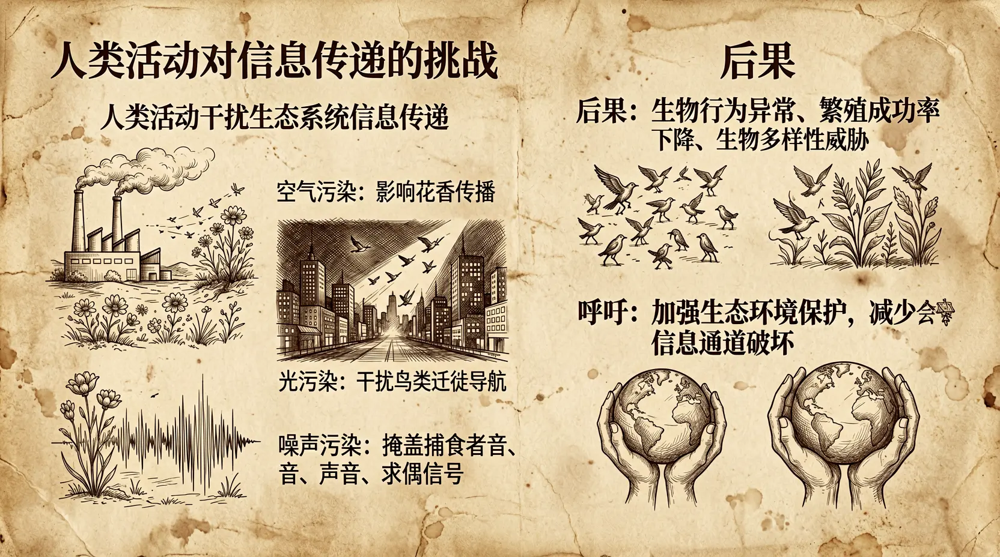 人类活动对信息传递的挑战
人类活动干扰生态系统信息传递
空气污染：影响花香传播
光污染：干扰鸟类迁徙导航
噪声污染：掩盖捕食者音、
音、声音、求偶信号
后果
后果：生物行为异常、繁殖成功率
下降、生物多样性威胁
呼吁：加强生态环境保护，减少会
信息通道破坏